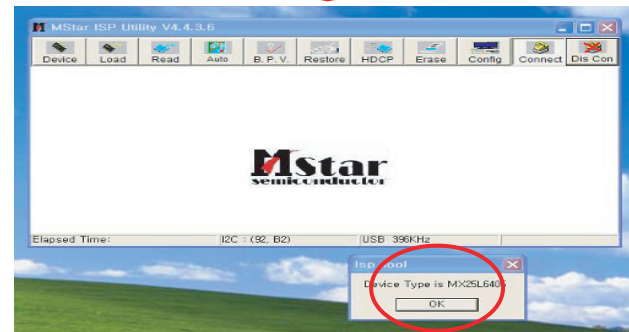 MStar ISP Utility V4.4.3.6
Device Load Read Auto B.P.V. Restore HDCP Erase Config Connect Dis Con
MStar
semiconductor
Elapsed Time: I2C : (92, B2) USB 396KHz
Isp Tool
Device Type is MX25L6405
OK